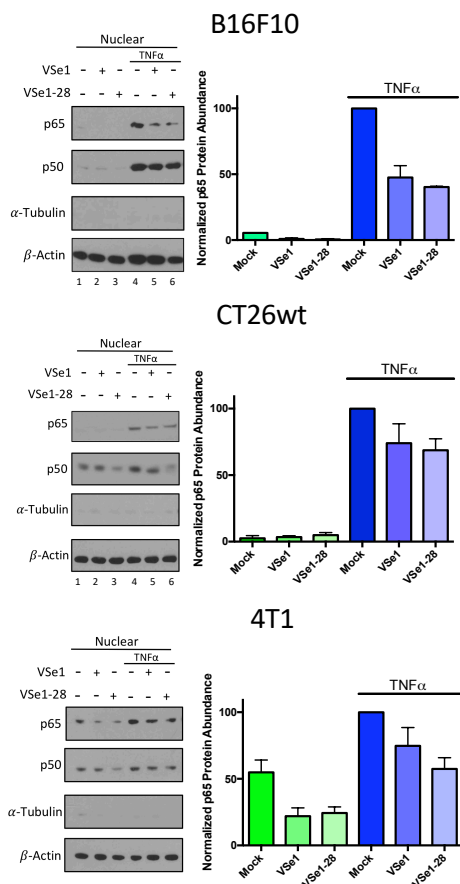 B16F10
Nuclear
TNFα
VSe1 - + - - + -
VSe1-28 - - + - - +
p65
p50
α-Tubulin
β-Actin
1 2 3 4 5 6
Normalized p65 Protein Abundance
100
50
0
TNFα
Mock VSe1 VSe1-28 Mock VSe1 VSe1-28
CT26wt
Nuclear
TNFα
VSe1 - + - - + -
VSe1-28 - - + - - +
p65
p50
α-Tubulin
β-Actin
1 2 3 4 5 6
Normalized p65 Protein Abundance
100
50
0
TNFα
Mock VSe1 VSe1-28 Mock VSe1 VSe1-28
4T1
Nuclear
TNFα
VSe1 - + - - + -
VSe1-28 - - + - - +
p65
p50
α-Tubulin
β-Actin
Normalized p65 Protein Abundance
100
50
0
TNFα
Mock VSe1 VSe1-28 Mock VSe1 VSe1-28